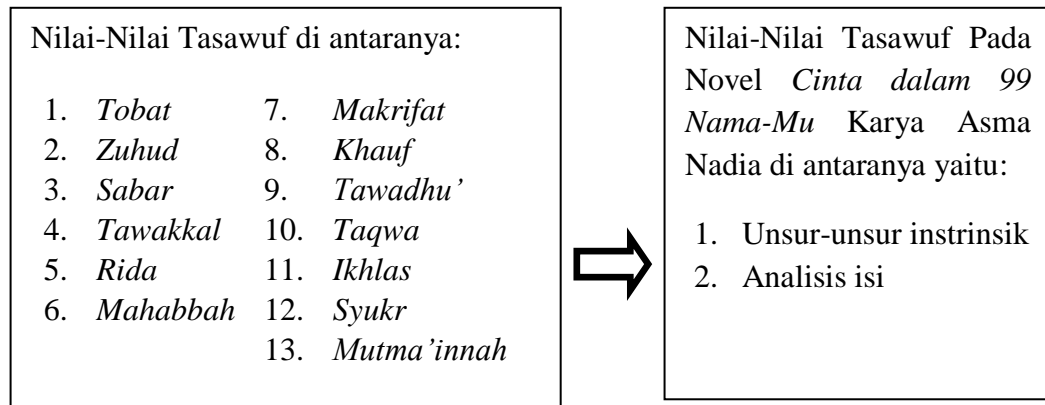 Nilai-Nilai Tasawuf di antaranya:
1. Tobat
2. Zuhud
3. Sabar
4. Tawakkal
5. Rida
6. Mahabbah
7. Makrifat
8. Khauf
9. Tawadhu’
10. Taqwa
11. Ikhlas
12. Syukr
13. Mutma’innah
Nilai-Nilai Tasawuf Pada
Novel Cinta dalam 99
Nama-Mu Karya Asma
Nadia di antaranya yaitu:
1. Unsur-unsur instrinsik
2. Analisis isi